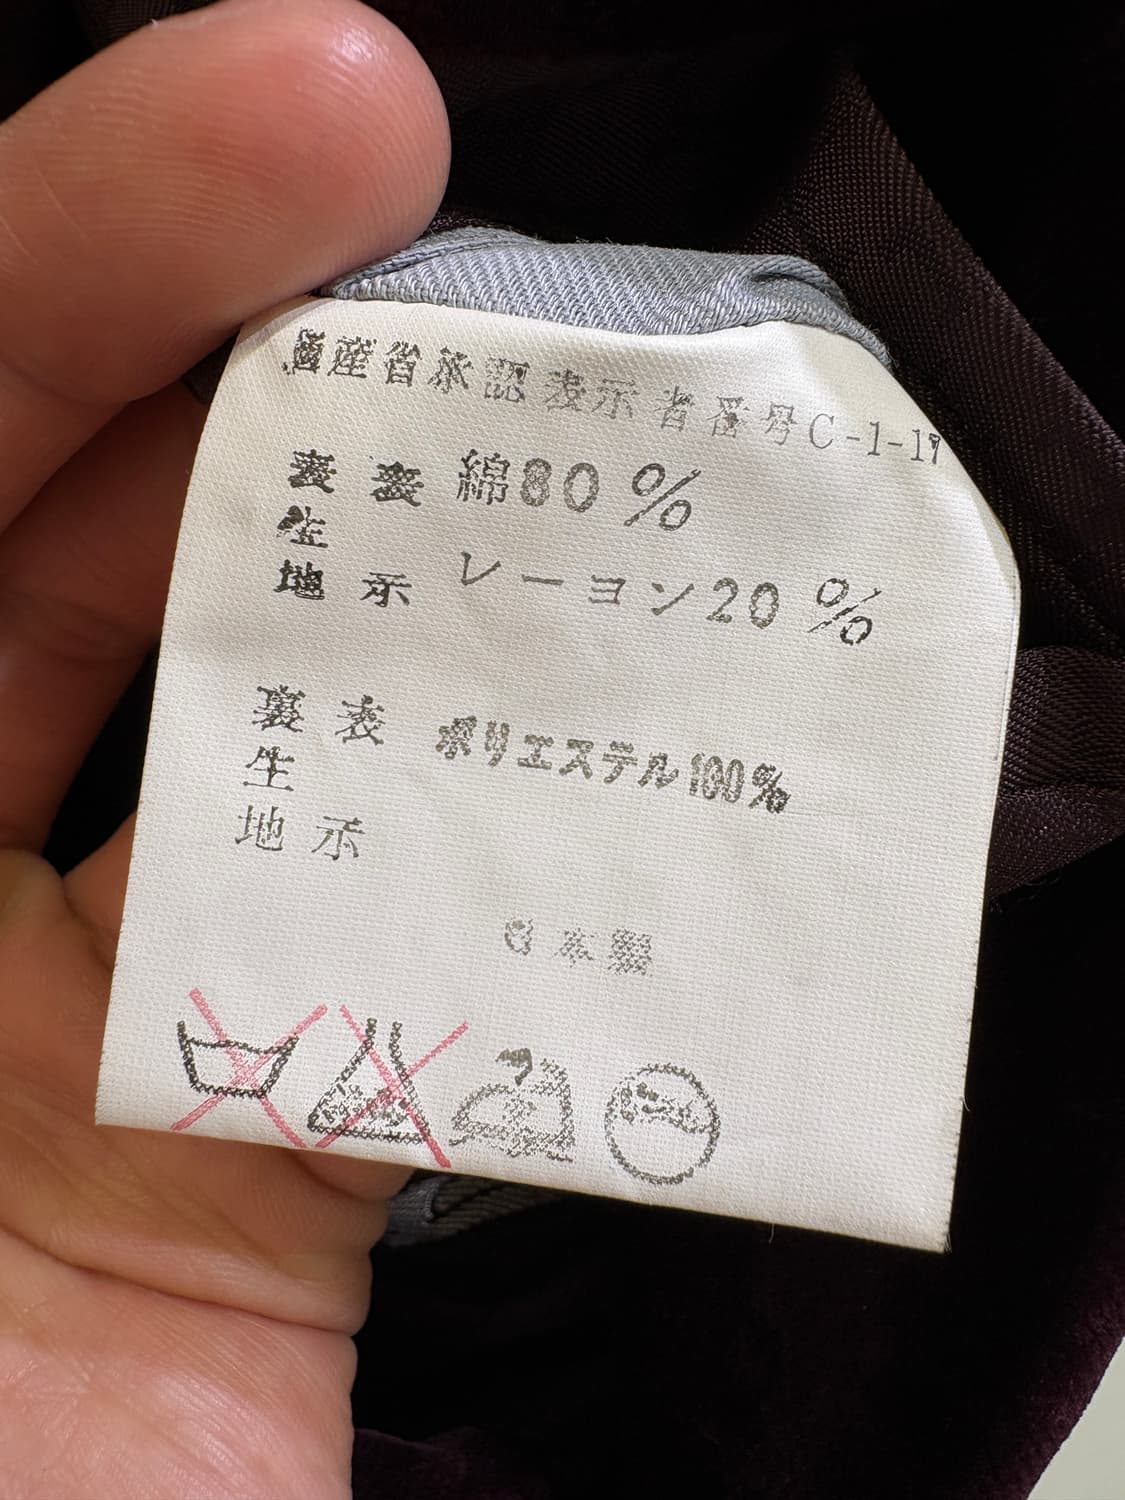 通産省承認表示者番号C-1-17
表 表 綿80%
生
地 示 レーヨン20%
裏 表 ポリエステル100%
生
地 示
日本製